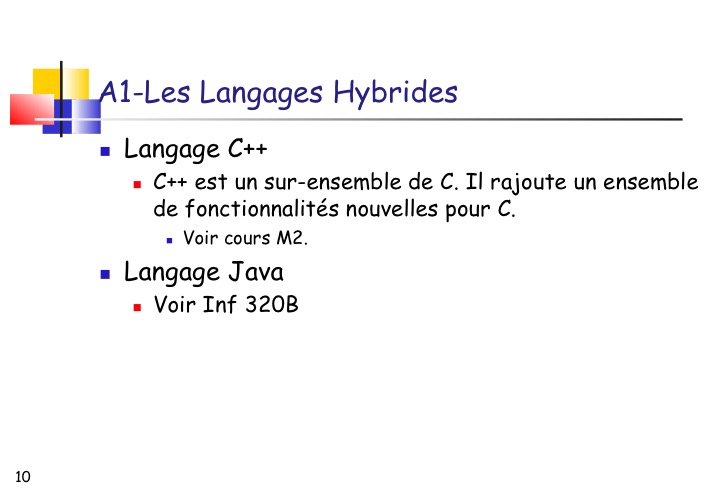 A1-Les Langages Hybrides
Langage C++
C++ est un sur-ensemble de C. Il rajoute un ensemble
de fonctionnalités nouvelles pour C.
Voir cours M2.
Langage Java
Voir Inf 320B
10